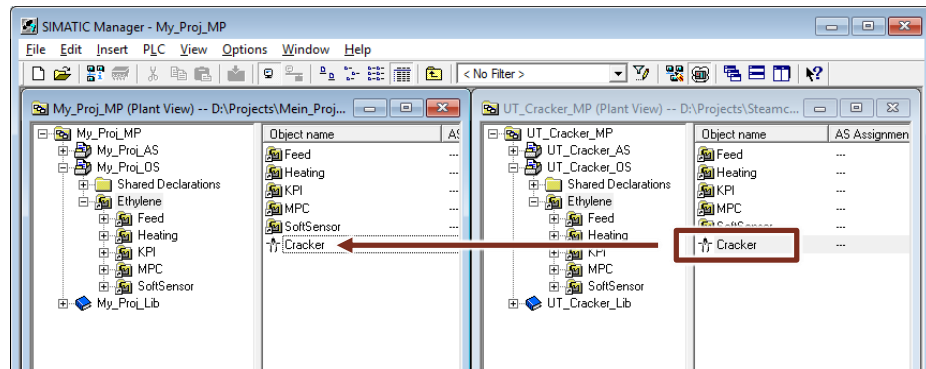 SIMATIC Manager - My_Proj_MP
File Edit Insert PLC View Options Window Help
< No Filter >
My_Proj_MP (Plant View) -- D:\Projects\Mein_Proj...
My_Proj_MP
My_Proj_AS
My_Proj_OS
Shared Declarations
Ethylene
Feed
Heating
KPI
MPC
SoftSensor
My_Proj_Lib
Object name
Feed ---
Heating ---
KPI ---
MPC ---
SoftSensor ---
Cracker
UT_Cracker_MP (Plant View) -- D:\Projects\Steamc...
UT_Cracker_MP
UT_Cracker_AS
UT_Cracker_OS
Shared Declarations
Ethylene
Feed
Heating
KPI
MPC
SoftSensor
UT_Cracker_Lib
Object name AS Assignmen
Feed ---
Heating ---
KPI ---
MPC ---
SoftSensor
Cracker ---